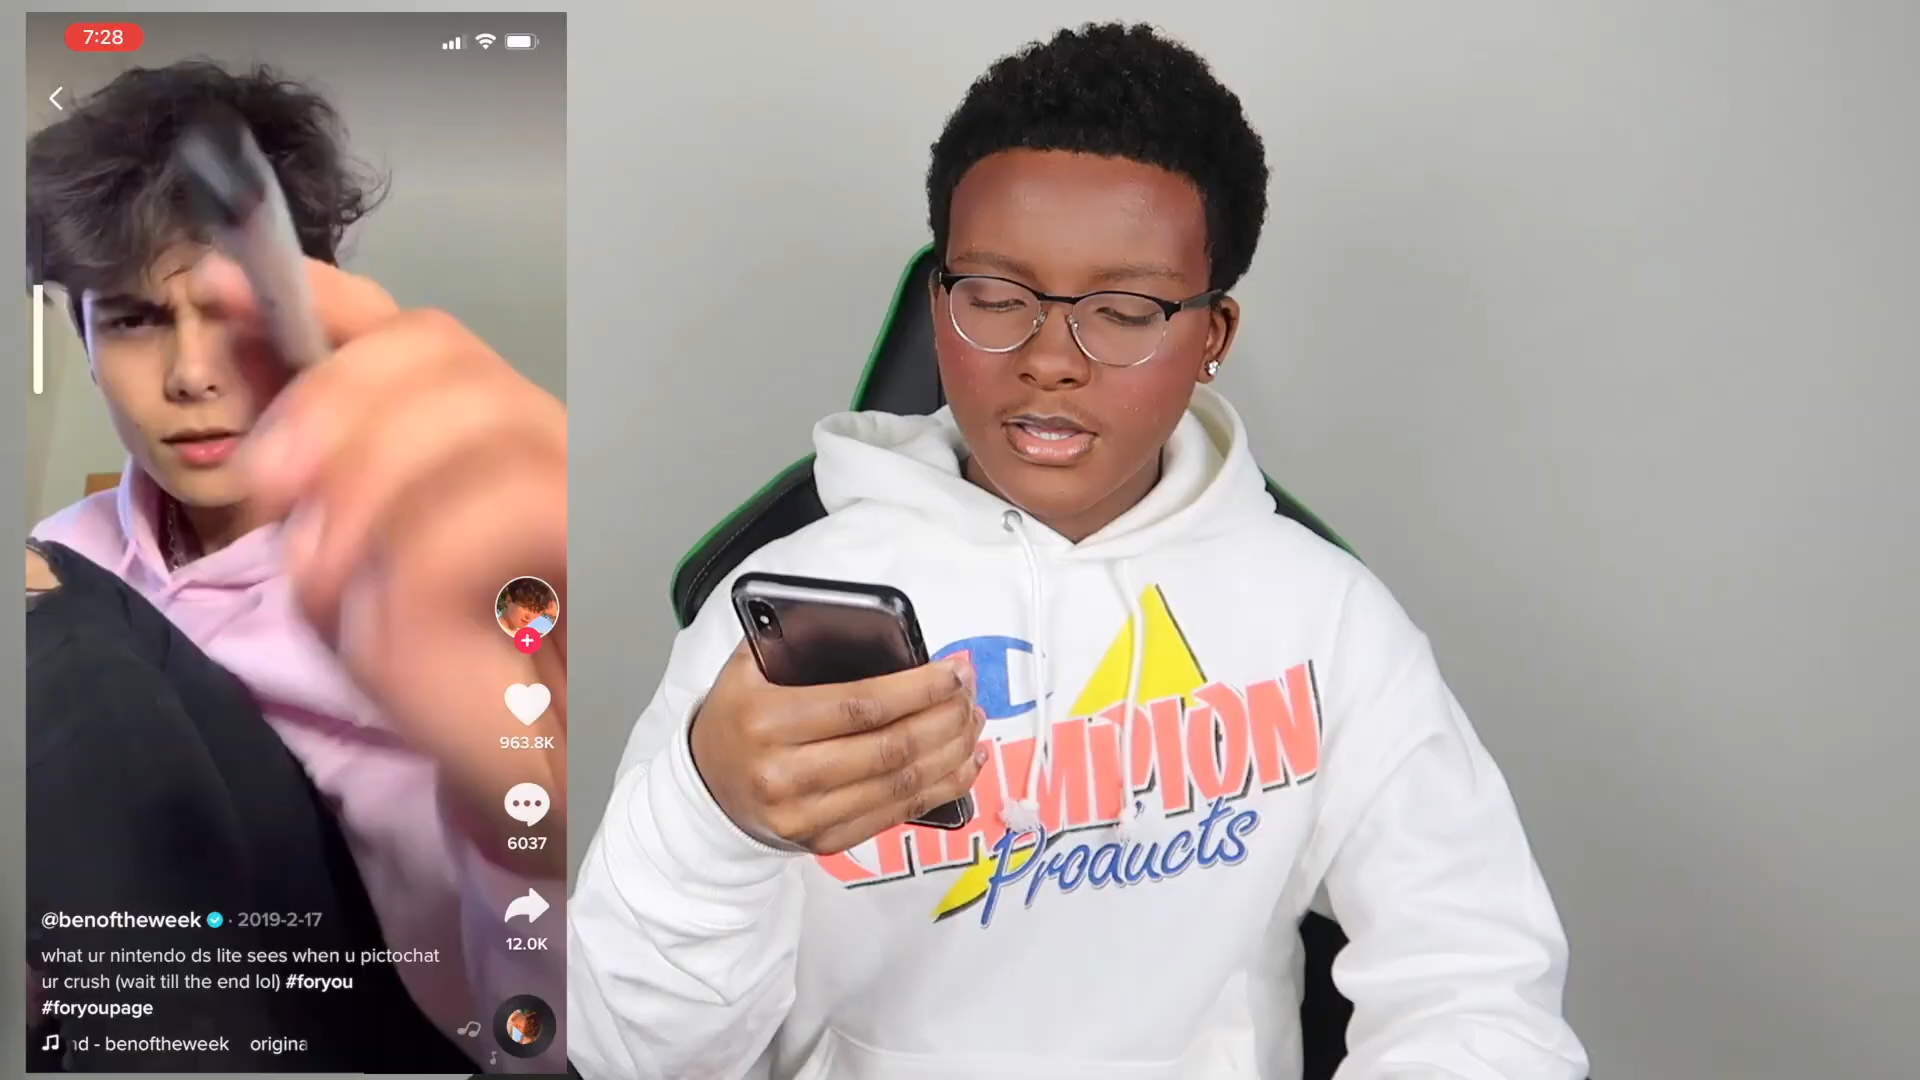 7:28
963.8K
6037
12.0K
@benoftheweek · 2019-2-17
what ur nintendo ds lite sees when u pictochat
ur crush (wait till the end lol) #foryou
#foryoupage
nd - benoftheweek origina
CHAMPION
Products